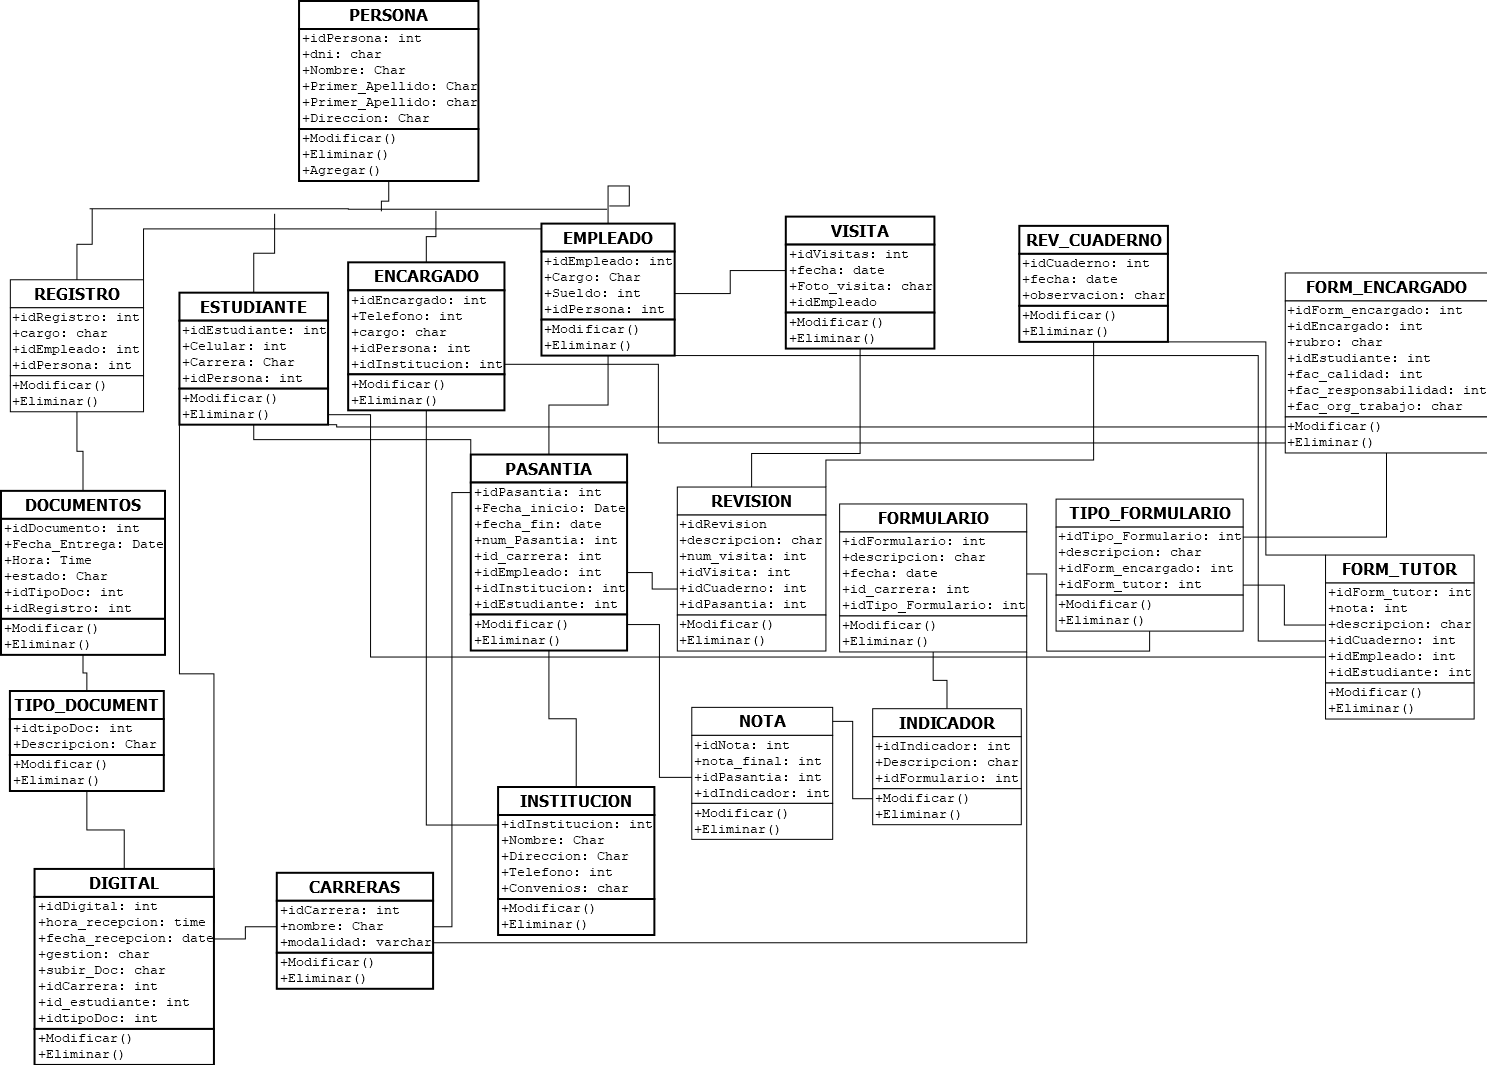 PERSONA
+idPersona: int
+dni: char
+Nombre: Char
+Primer_Apellido: Char
+Primer_Apellido: char
+Direccion: Char
+Modificar()
+Eliminar()
+Agregar()
REGISTRO
+idRegistro: int
+cargo: char
+idEmpleado: int
+idPersona: int
+Modificar()
+Eliminar()
ESTUDIANTE
+idEstudiante: int
+Celular: int
+Carrera: Char
+idPersona: int
+Modificar()
+Eliminar()
ENCARGADO
+idEncargado: int
+Telefono: int
+cargo: char
+idPersona: int
+idInstitucion: int
+Modificar()
+Eliminar()
EMPLEADO
+idEmpleado: int
+Cargo: Char
+Sueldo: int
+idPersona: int
+Modificar()
+Eliminar()
VISITA
+idVisitas: int
+fecha: date
+Foto_visita: char
+idEmpleado
+Modificar()
+Eliminar()
REV_CUADERNO
+idCuaderno: int
+fecha: date
+observacion: char
+Modificar()
+Eliminar()
FORM_ENCARGADO
+idForm_encargado: int
+idEncargado: int
+rubro: char
+idEstudiante: int
+fac_calidad: int
+fac_responsabilidad: int
+fac_org_trabajo: char
+Modificar()
+Eliminar()
DOCUMENTOS
+idDocumento: int
+Fecha_Entrega: Date
+Hora: Time
+estado: Char
+idTipoDoc: int
+idRegistro: int
+Modificar()
+Eliminar()
PASANTIA
+idPasantia: int
+Fecha_inicio: Date
+fecha_fin: date
+num_Pasantia: int
+id_carrera: int
+idEmpleado: int
+idInstitucion: int
+idEstudiante: int
+Modificar()
+Eliminar()
REVISION
+idRevision
+descripcion: char
+num_visita: int
+idVisita: int
+idCuaderno: int
+idPasantia: int
+Modificar()
+Eliminar()
FORMULARIO
+idFormulario: int
+descripcion: char
+fecha: date
+id_carrera: int
+idTipo_Formulario: int
+Modificar()
+Eliminar()
TIPO_FORMULARIO
+idTipo_Formulario: int
+descripcion: char
+idForm_encargado: int
+idForm_tutor: int
+Modificar()
+Eliminar()
FORM_TUTOR
+idForm_tutor: int
+nota: int
+descripcion: char
+idCuaderno: int
+idEmpleado: int
+idEstudiante: int
+Modificar()
+Eliminar()
TIPO_DOCUMENT
+idtipoDoc: int
+Descripcion: Char
+Modificar()
+Eliminar()
NOTA
+idNota: int
+nota_final: int
+idPasantia: int
+idIndicador: int
+Modificar()
+Eliminar()
INDICADOR
+idIndicador: int
+Descripcion: char
+idFormulario: int
+Modificar()
+Eliminar()
INSTITUCION
+idInstitucion: int
+Nombre: Char
+Direccion: Char
+Telefono: int
+Convenios: char
+Modificar()
+Eliminar()
DIGITAL
+idDigital: int
+hora_recepcion: time
+fecha_recepcion: date
+gestion: char
+subir_Doc: char
+idCarrera: int
+id_estudiante: int
+idtipoDoc: int
+Modificar()
+Eliminar()
CARRERAS
+idCarrera: int
+nombre: Char
+modalidad: varchar
+Modificar()
+Eliminar()